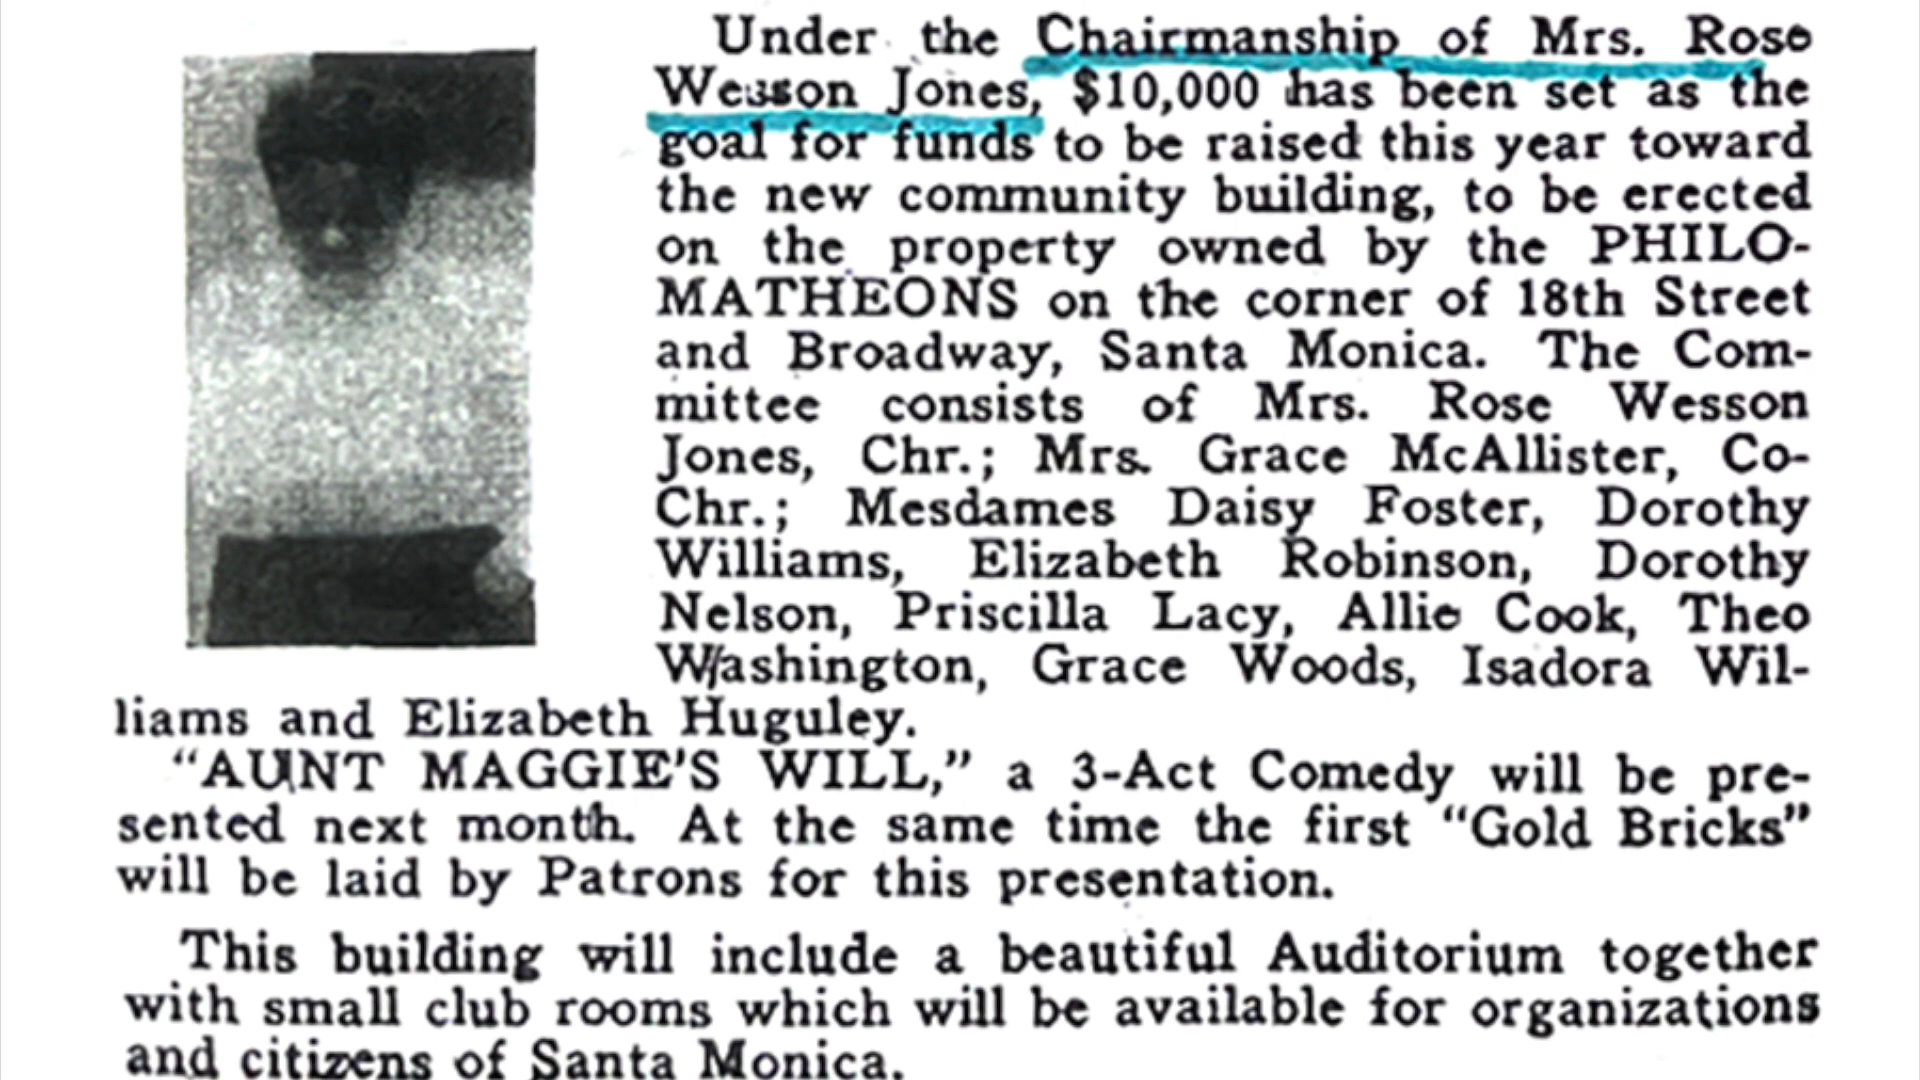 Under the Chairmanship of Mrs. Rose
Wesson Jones, $10,000 has been set as the
goal for funds to be raised this year toward
the new community building, to be erected
on the property owned by the PHILO-
MATHEONS on the corner of 18th Street
and Broadway, Santa Monica. The Com-
mittee consists of Mrs. Rose Wesson
Jones, Chr.; Mrs. Grace McAllister, Co-
Chr.; Mesdames Daisy Foster, Dorothy
Williams, Elizabeth Robinson, Dorothy
Nelson, Priscilla Lacy, Allie Cook, Theo
Washington, Grace Woods, Isadora Wil-
liams and Elizabeth Huguley.
"AUNT MAGGIE'S WILL," a 3-Act Comedy will be pre-
sented next month. At the same time the first "Gold Bricks"
will be laid by Patrons for this presentation.
This building will include a beautiful Auditorium together
with small club rooms which will be available for organizations
and citizens of Santa Monica.